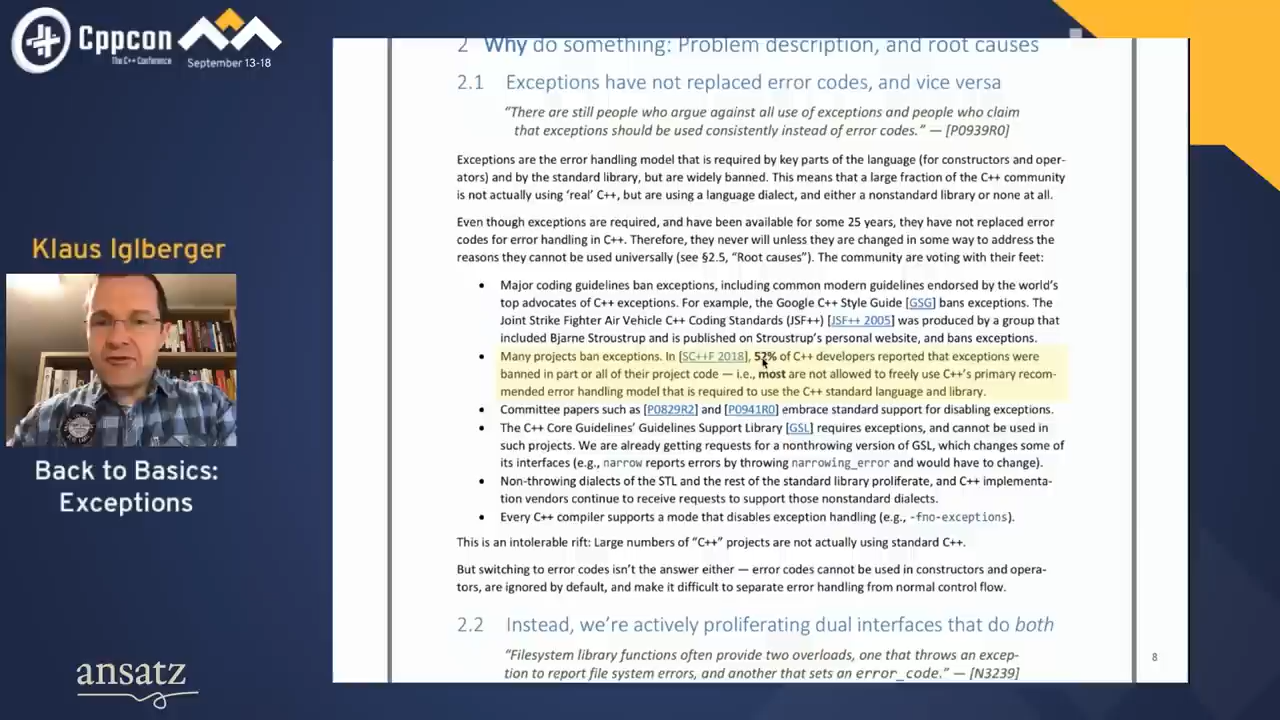 Cppcon
The C++ Conference
September 13-18
Klaus Iglberger
Back to Basics:
Exceptions
ansatz
2 Why do something: Problem description, and root causes
2.1 Exceptions have not replaced error codes, and vice versa
“There are still people who argue against all use of exceptions and people who claim
that exceptions should be used consistently instead of error codes.” — [P0939R0]
Exceptions are the error handling model that is required by key parts of the language (for constructors and oper-
ators) and by the standard library, but are widely banned. This means that a large fraction of the C++ community
is not actually using ‘real’ C++, but are using a language dialect, and either a nonstandard library or none at all.
Even though exceptions are required, and have been available for some 25 years, they have not replaced error
codes for error handling in C++. Therefore, they never will unless they are changed in some way to address the
reasons they cannot be used universally (see §2.5, “Root causes”). The community are voting with their feet:
• Major coding guidelines ban exceptions, including common modern guidelines endorsed by the world’s
top advocates of C++ exceptions. For example, the Google C++ Style Guide [GSG] bans exceptions. The
Joint Strike Fighter Air Vehicle C++ Coding Standards (JSF++) [JSF++ 2005] was produced by a group that
included Bjarne Stroustrup and is published on Stroustrup’s personal website, and bans exceptions.
• Many projects ban exceptions. In [SC++F 2018], 52% of C++ developers reported that exceptions were
banned in part or all of their project code — i.e., most are not allowed to freely use C++’s primary recom-
mended error handling model that is required to use the C++ standard language and library.
• Committee papers such as [P0829R2] and [P0941R0] embrace standard support for disabling exceptions.
• The C++ Core Guidelines’ Guidelines Support Library [GSL] requires exceptions, and cannot be used in
such projects. We are already getting requests for a nonthrowing version of GSL, which changes some of
its interfaces (e.g., narrow reports errors by throwing narrowing_error and would have to change).
• Non-throwing dialects of the STL and the rest of the standard library proliferate, and C++ implementa-
tion vendors continue to receive requests to support those nonstandard dialects.
• Every C++ compiler supports a mode that disables exception handling (e.g., -fno-exceptions).
This is an intolerable rift: Large numbers of “C++” projects are not actually using standard C++.
But switching to error codes isn’t the answer either — error codes cannot be used in constructors and opera-
tors, are ignored by default, and make it difficult to separate error handling from normal control flow.
2.2 Instead, we’re actively proliferating dual interfaces that do both
“Filesystem library functions often provide two overloads, one that throws an excep-
tion to report file system errors, and another that sets an error_code.” — [N3239]
8